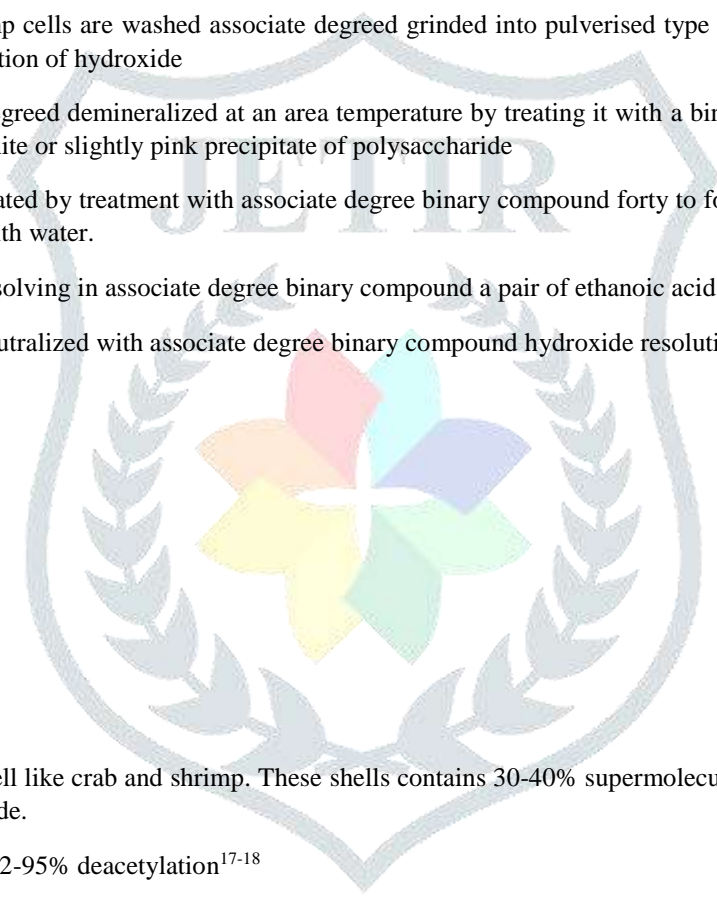 cells are washed associate degreed grinded into pulverised type
tion of hydroxide
greed demineralized at an area temperature by treating it with a
ite or slightly pink precipitate of polysaccharide
ated by treatment with associate degree binary compound forty to
th water.
solving in associate degree binary compound a pair of ethanoic acid
utralized with associate degree binary compound hydroxide
JETIR
ell like crab and shrimp. These shells contains 30-40%
de.
2-95% deacetylation17-18